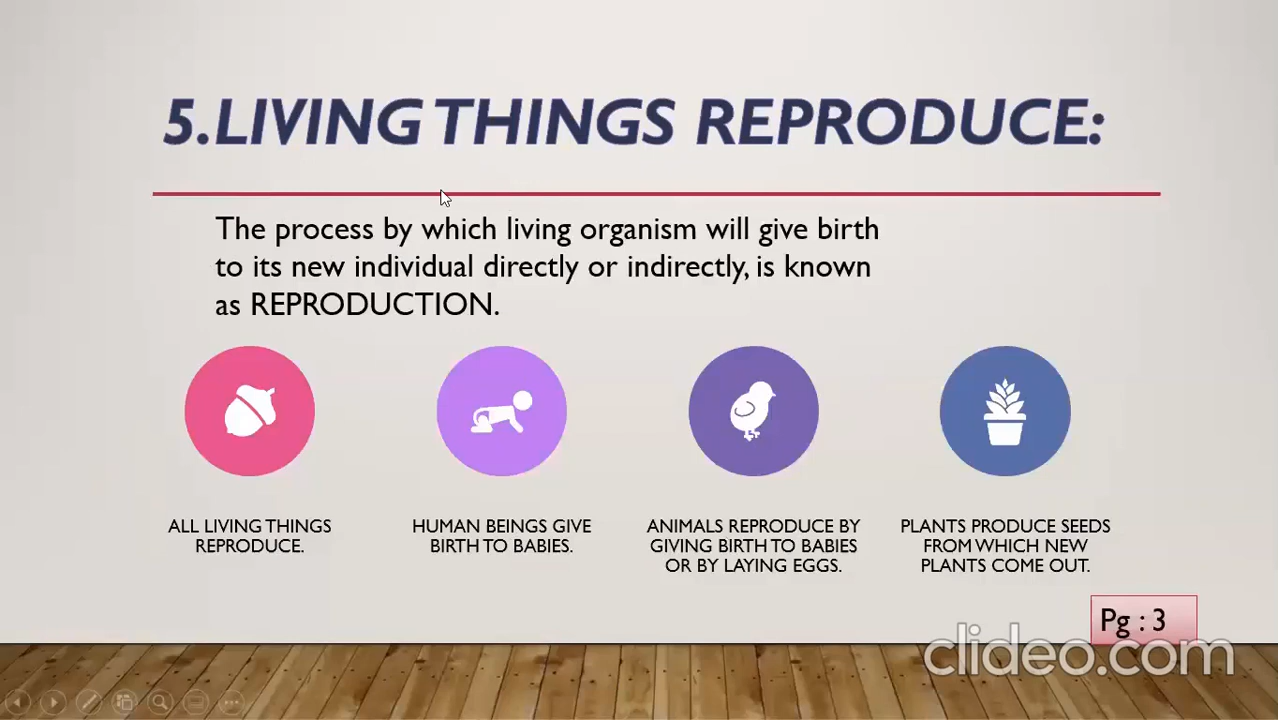 5.LIVING THINGS REPRODUCE:
The process by which living organism will give birth
to its new individual directly or indirectly, is known
as REPRODUCTION.
ALL LIVING THINGS
REPRODUCE.
HUMAN BEINGS GIVE
BIRTH TO BABIES.
ANIMALS REPRODUCE BY
GIVING BIRTH TO BABIES
OR BY LAYING EGGS.
PLANTS PRODUCE SEEDS
FROM WHICH NEW
PLANTS COME OUT.
Pg : 3
clideo.com